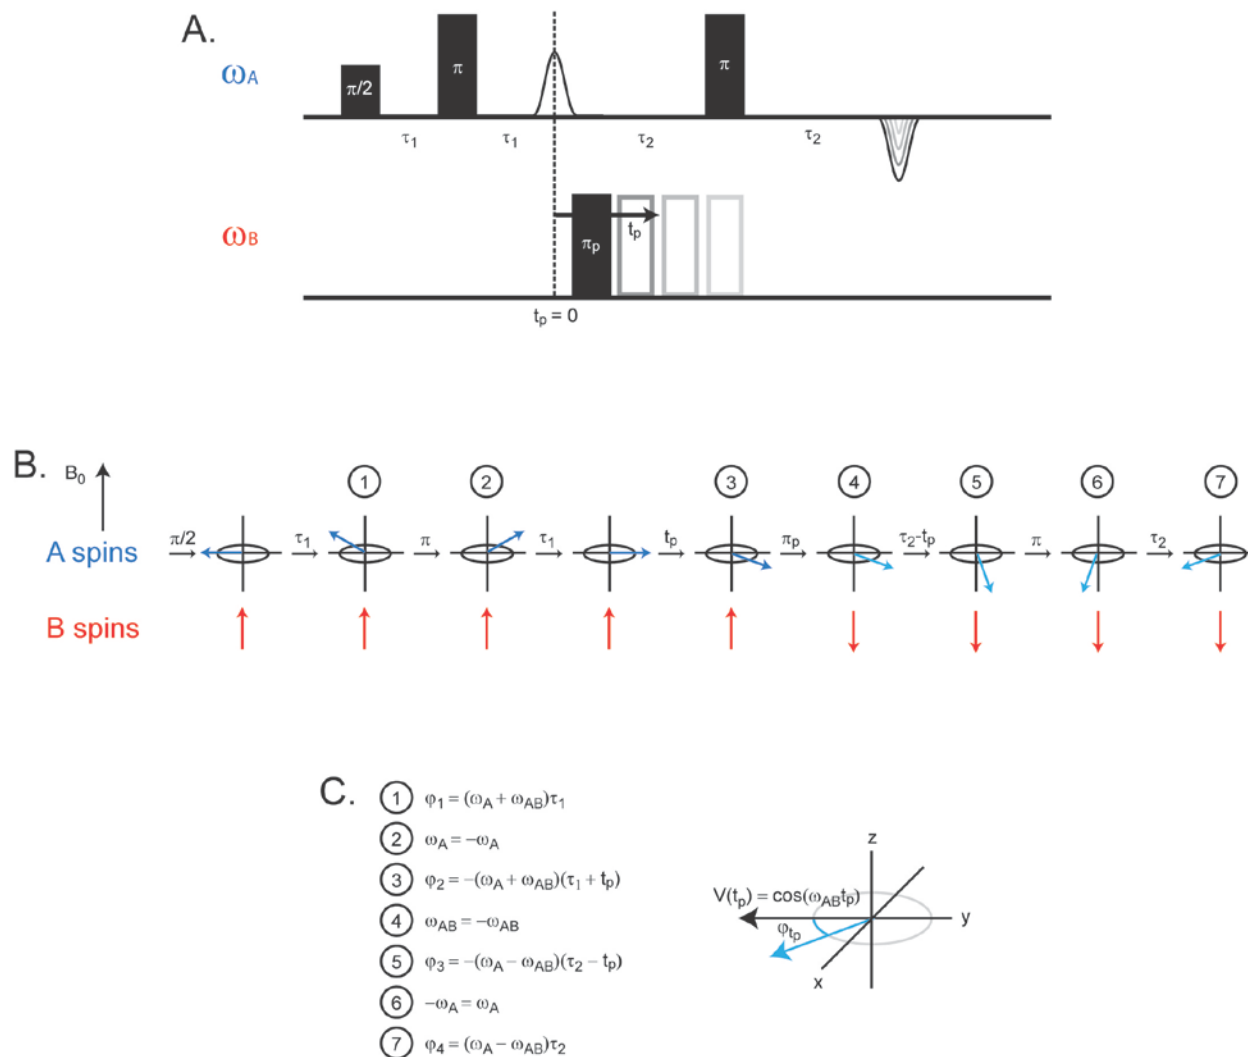 A.
ωA
π/2
π
π
τ1
τ1
τ2
τ2
ωB
πp
tp
tp = 0
B.
B0
1
2
3
4
5
6
7
A spins
π/2
τ1
π
τ1
tp
πp
τ2-tp
π
τ2
B spins
C.
1 φ1 = (ωA + ωAB)τ1
2 ωA = −ωA
3 φ2 = −(ωA + ωAB)(τ1 + tp)
4 ωAB = −ωAB
5 φ3 = −(ωA − ωAB)(τ2 − tp)
6 −ωA = ωA
7 φ4 = (ωA − ωAB)τ2
z
V(tp) = cos(ωABtp)
y
φtp
x